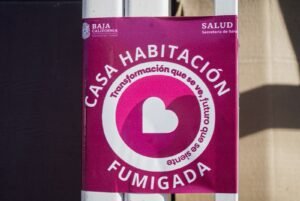 BAJA
CALIFORNIA
SALUD
Secretaría de Salud
CASA HABITACIÓN
Transformación que se ve, futuro que se siente
FUMIGADA